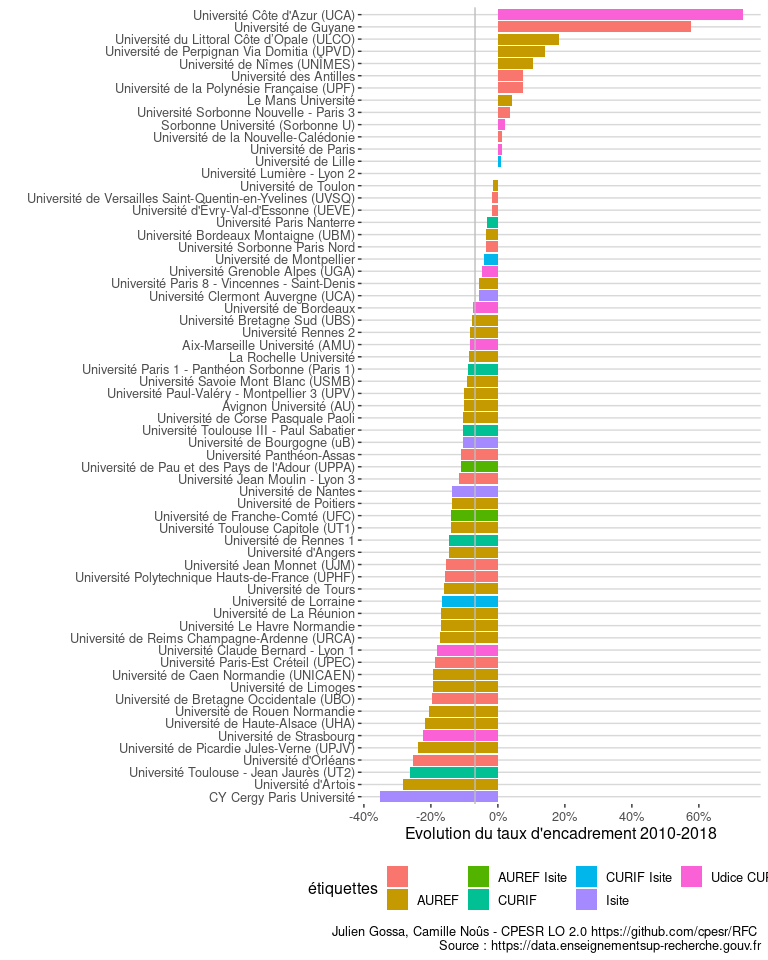 Université Côte d'Azur (UCA)
Université de Guyane
Université du Littoral Côte d'Opale (ULCO)
Université de Perpignan Via Domitia (UPVD)
Université de Nîmes (UNIMES)
Université des Antilles
Université de la Polynésie Française (UPF)
Le Mans Université
Université Sorbonne Nouvelle - Paris 3
Sorbonne Université (Sorbonne U)
Université de la Nouvelle-Calédonie
Université de Paris
Université de Lille
Université Lumière - Lyon 2
Université de Toulon
Université de Versailles Saint-Quentin-en-Yvelines (UVSQ)
Université d'Évry-Val-d'Essonne (UEVE)
Université Paris Nanterre
Université Bordeaux Montaigne (UBM)
Université Sorbonne Paris Nord
Université de Montpellier
Université Grenoble Alpes (UGA)
Université Paris 8 - Vincennes - Saint-Denis
Université Clermont Auvergne (UCA)
Université de Bordeaux
Université Bretagne Sud (UBS)
Université Rennes 2
Aix-Marseille Université (AMU)
La Rochelle Université
Université Paris 1 - Panthéon Sorbonne (Paris 1)
Université Savoie Mont Blanc (USMB)
Université Paul-Valéry - Montpellier 3 (UPV)
Avignon Université (AU)
Université de Corse Pasquale Paoli
Université Toulouse III - Paul Sabatier
Université de Bourgogne (uB)
Université Panthéon-Assas
Université de Pau et des Pays de l'Adour (UPPA)
Université Jean Moulin - Lyon 3
Université de Nantes
Université de Poitiers
Université de Franche-Comté (UFC)
Université Toulouse Capitole (UT1)
Université de Rennes 1
Université d'Angers
Université Jean Monnet (UJM)
Université Polytechnique Hauts-de-France (UPHF)
Université de Tours
Université de Lorraine
Université de La Réunion
Université Le Havre Normandie
Université de Reims Champagne-Ardenne (URCA)
Université Claude Bernard - Lyon 1
Université Paris-Est Créteil (UPEC)
Université de Caen Normandie (UNICAEN)
Université de Limoges
Université de Bretagne Occidentale (UBO)
Université de Rouen Normandie
Université de Haute-Alsace (UHA)
Université de Strasbourg
Université de Picardie Jules-Verne (UPJV)
Université d'Orléans
Université Toulouse - Jean Jaurès (UT2)
Université d'Artois
CY Cergy Paris Université
-40% -20% 0% 20% 40% 60%
Evolution du taux d'encadrement 2010-2018
étiquettes
AUREF
AUREF Isite
CURIF
CURIF Isite
Isite
Udice CUR
Julien Gossa, Camille Noûs - CPESR LO 2.0 https://github.com/cpesr/RFC
Source : https://data.enseignementsup-recherche.gouv.fr